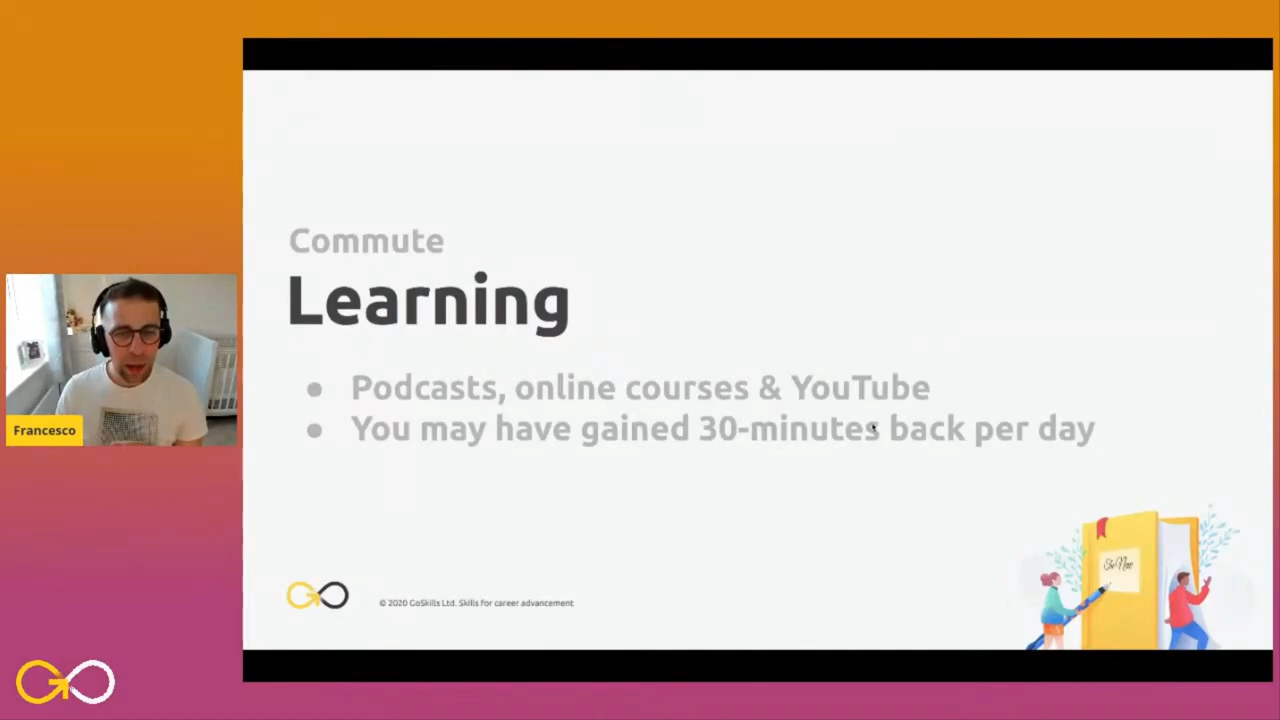 Commute
Learning
● Podcasts, online courses & YouTube
● You may have gained 30-minutes back per day
Francesco
© 2020 GoSkills Ltd. Skills for career advancement